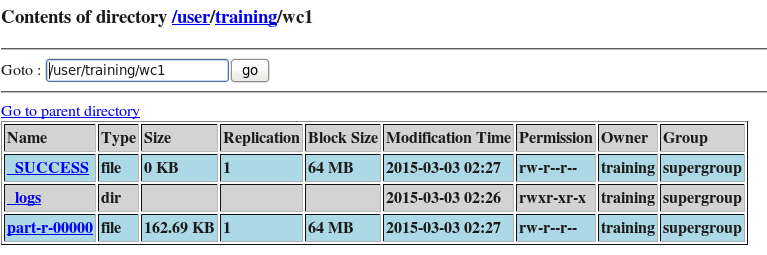 Contents of directory /user/training/wc1
Goto : /user/training/wc1 go
Go to parent directory
Name Type Size Replication Block Size Modification Time Permission Owner Group
_SUCCESS file 0 KB 1 64 MB 2015-03-03 02:27 rw-r--r-- training supergroup
_logs dir 2015-03-03 02:26 rwxr-xr-x training supergroup
part-r-00000 file 162.69 KB 1 64 MB 2015-03-03 02:27 rw-r--r-- training supergroup